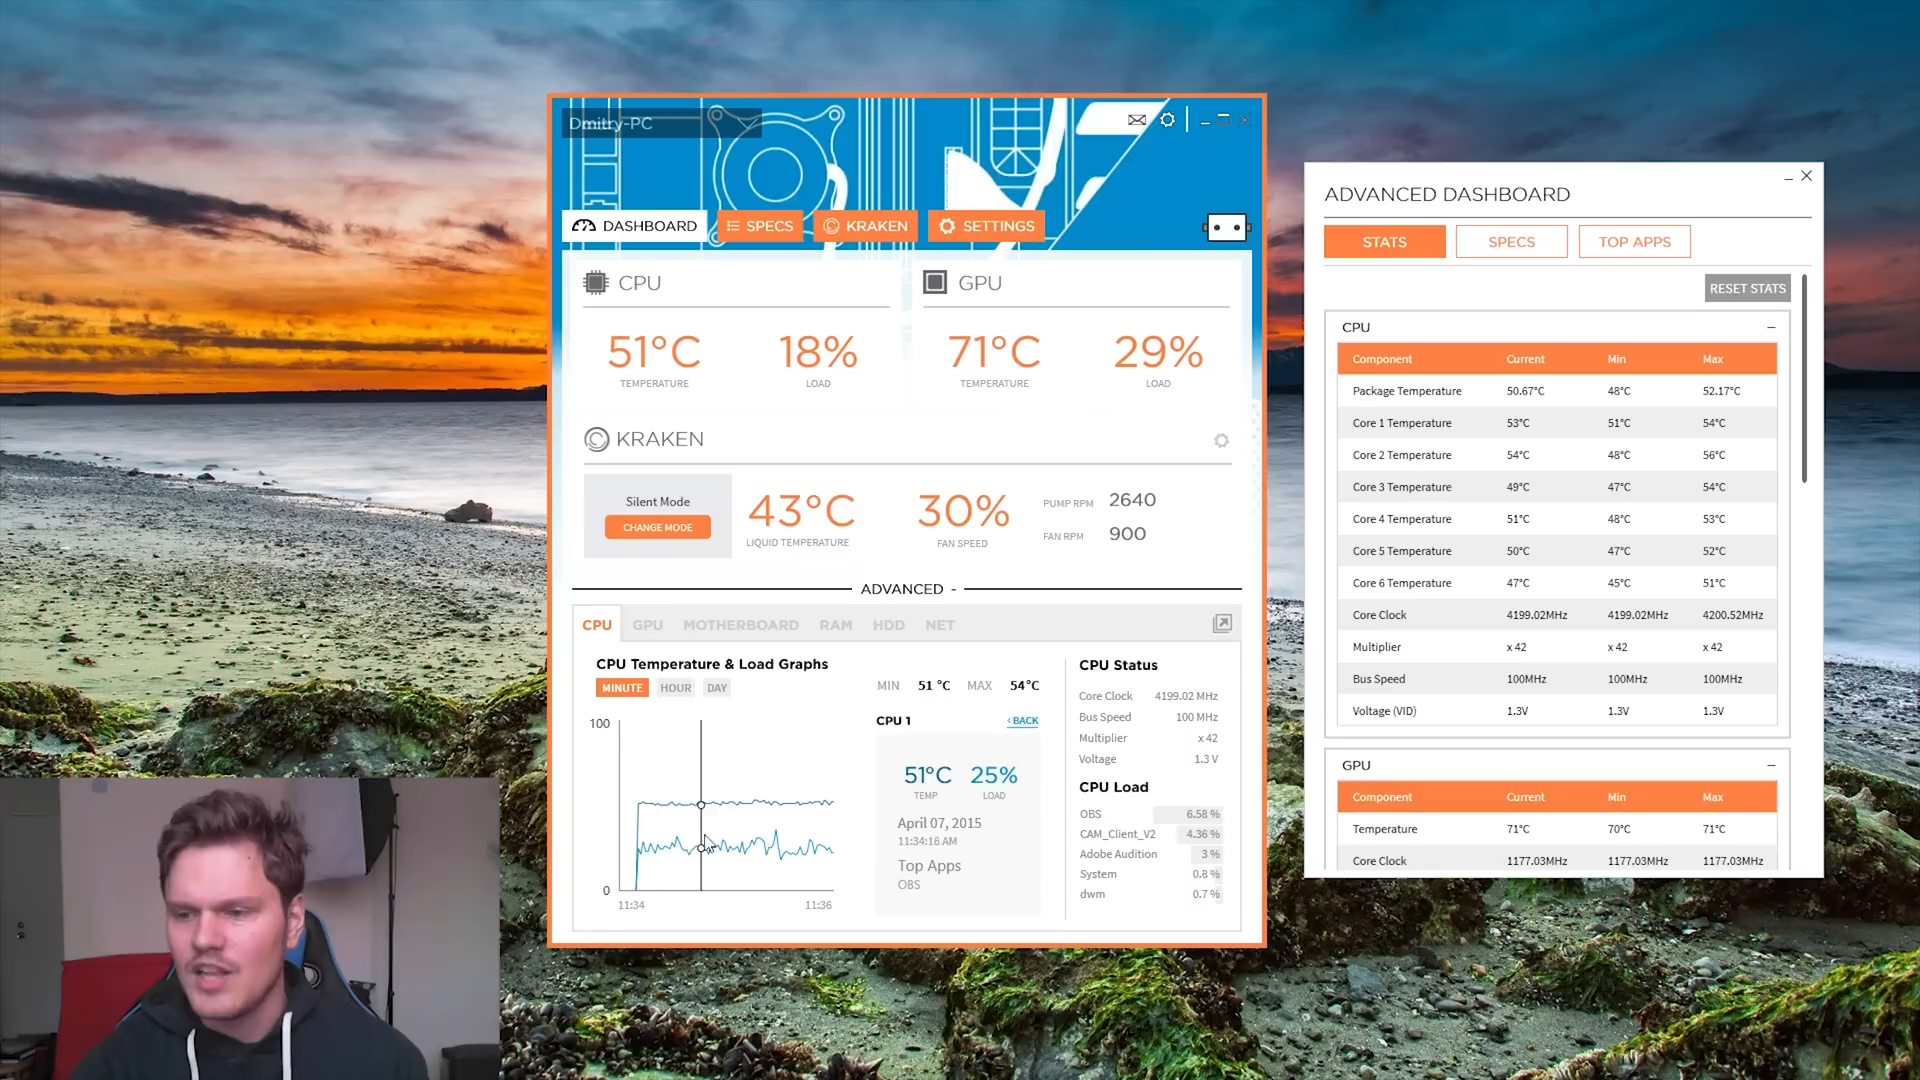 Dmitry-PC
DASHBOARD
SPECS
KRAKEN
SETTINGS
CPU
51°C
TEMPERATURE
18%
LOAD
GPU
71°C
TEMPERATURE
29%
LOAD
KRAKEN
Silent Mode
CHANGE MODE
43°C
LIQUID TEMPERATURE
30%
FAN SPEED
PUMP RPM 2640
FAN RPM 900
ADVANCED -
CPU GPU MOTHERBOARD RAM HDD NET
CPU Temperature & Load Graphs
MINUTE HOUR DAY
100
0
11:34 11:36
MIN 51 °C MAX 54°C
CPU 1 ‹ BACK
51°C 25%
TEMP LOAD
April 07, 2015
11:34:16 AM
Top Apps
OBS
CPU Status
Core Clock 4199.02 MHz
Bus Speed 100 MHz
Multiplier x 42
Voltage 1.3 V
CPU Load
OBS 6.58 %
CAM_Client_V2 4.36 %
Adobe Audition 3 %
System 0.8 %
dwm 0.7 %
ADVANCED DASHBOARD
STATS SPECS TOP APPS
RESET STATS
CPU
Component Current Min Max
Package Temperature 50.67°C 48°C 52.17°C
Core 1 Temperature 53°C 51°C 54°C
Core 2 Temperature 54°C 48°C 56°C
Core 3 Temperature 49°C 47°C 54°C
Core 4 Temperature 51°C 48°C 53°C
Core 5 Temperature 50°C 47°C 52°C
Core 6 Temperature 47°C 45°C 51°C
Core Clock 4199.02MHz 4199.02MHz 4200.52MHz
Multiplier x 42 x 42 x 42
Bus Speed 100MHz 100MHz 100MHz
Voltage (VID) 1.3V 1.3V 1.3V
GPU
Component Current Min Max
Temperature 71°C 70°C 71°C
Core Clock 1177.03MHz 1177.03MHz 1177.03MHz